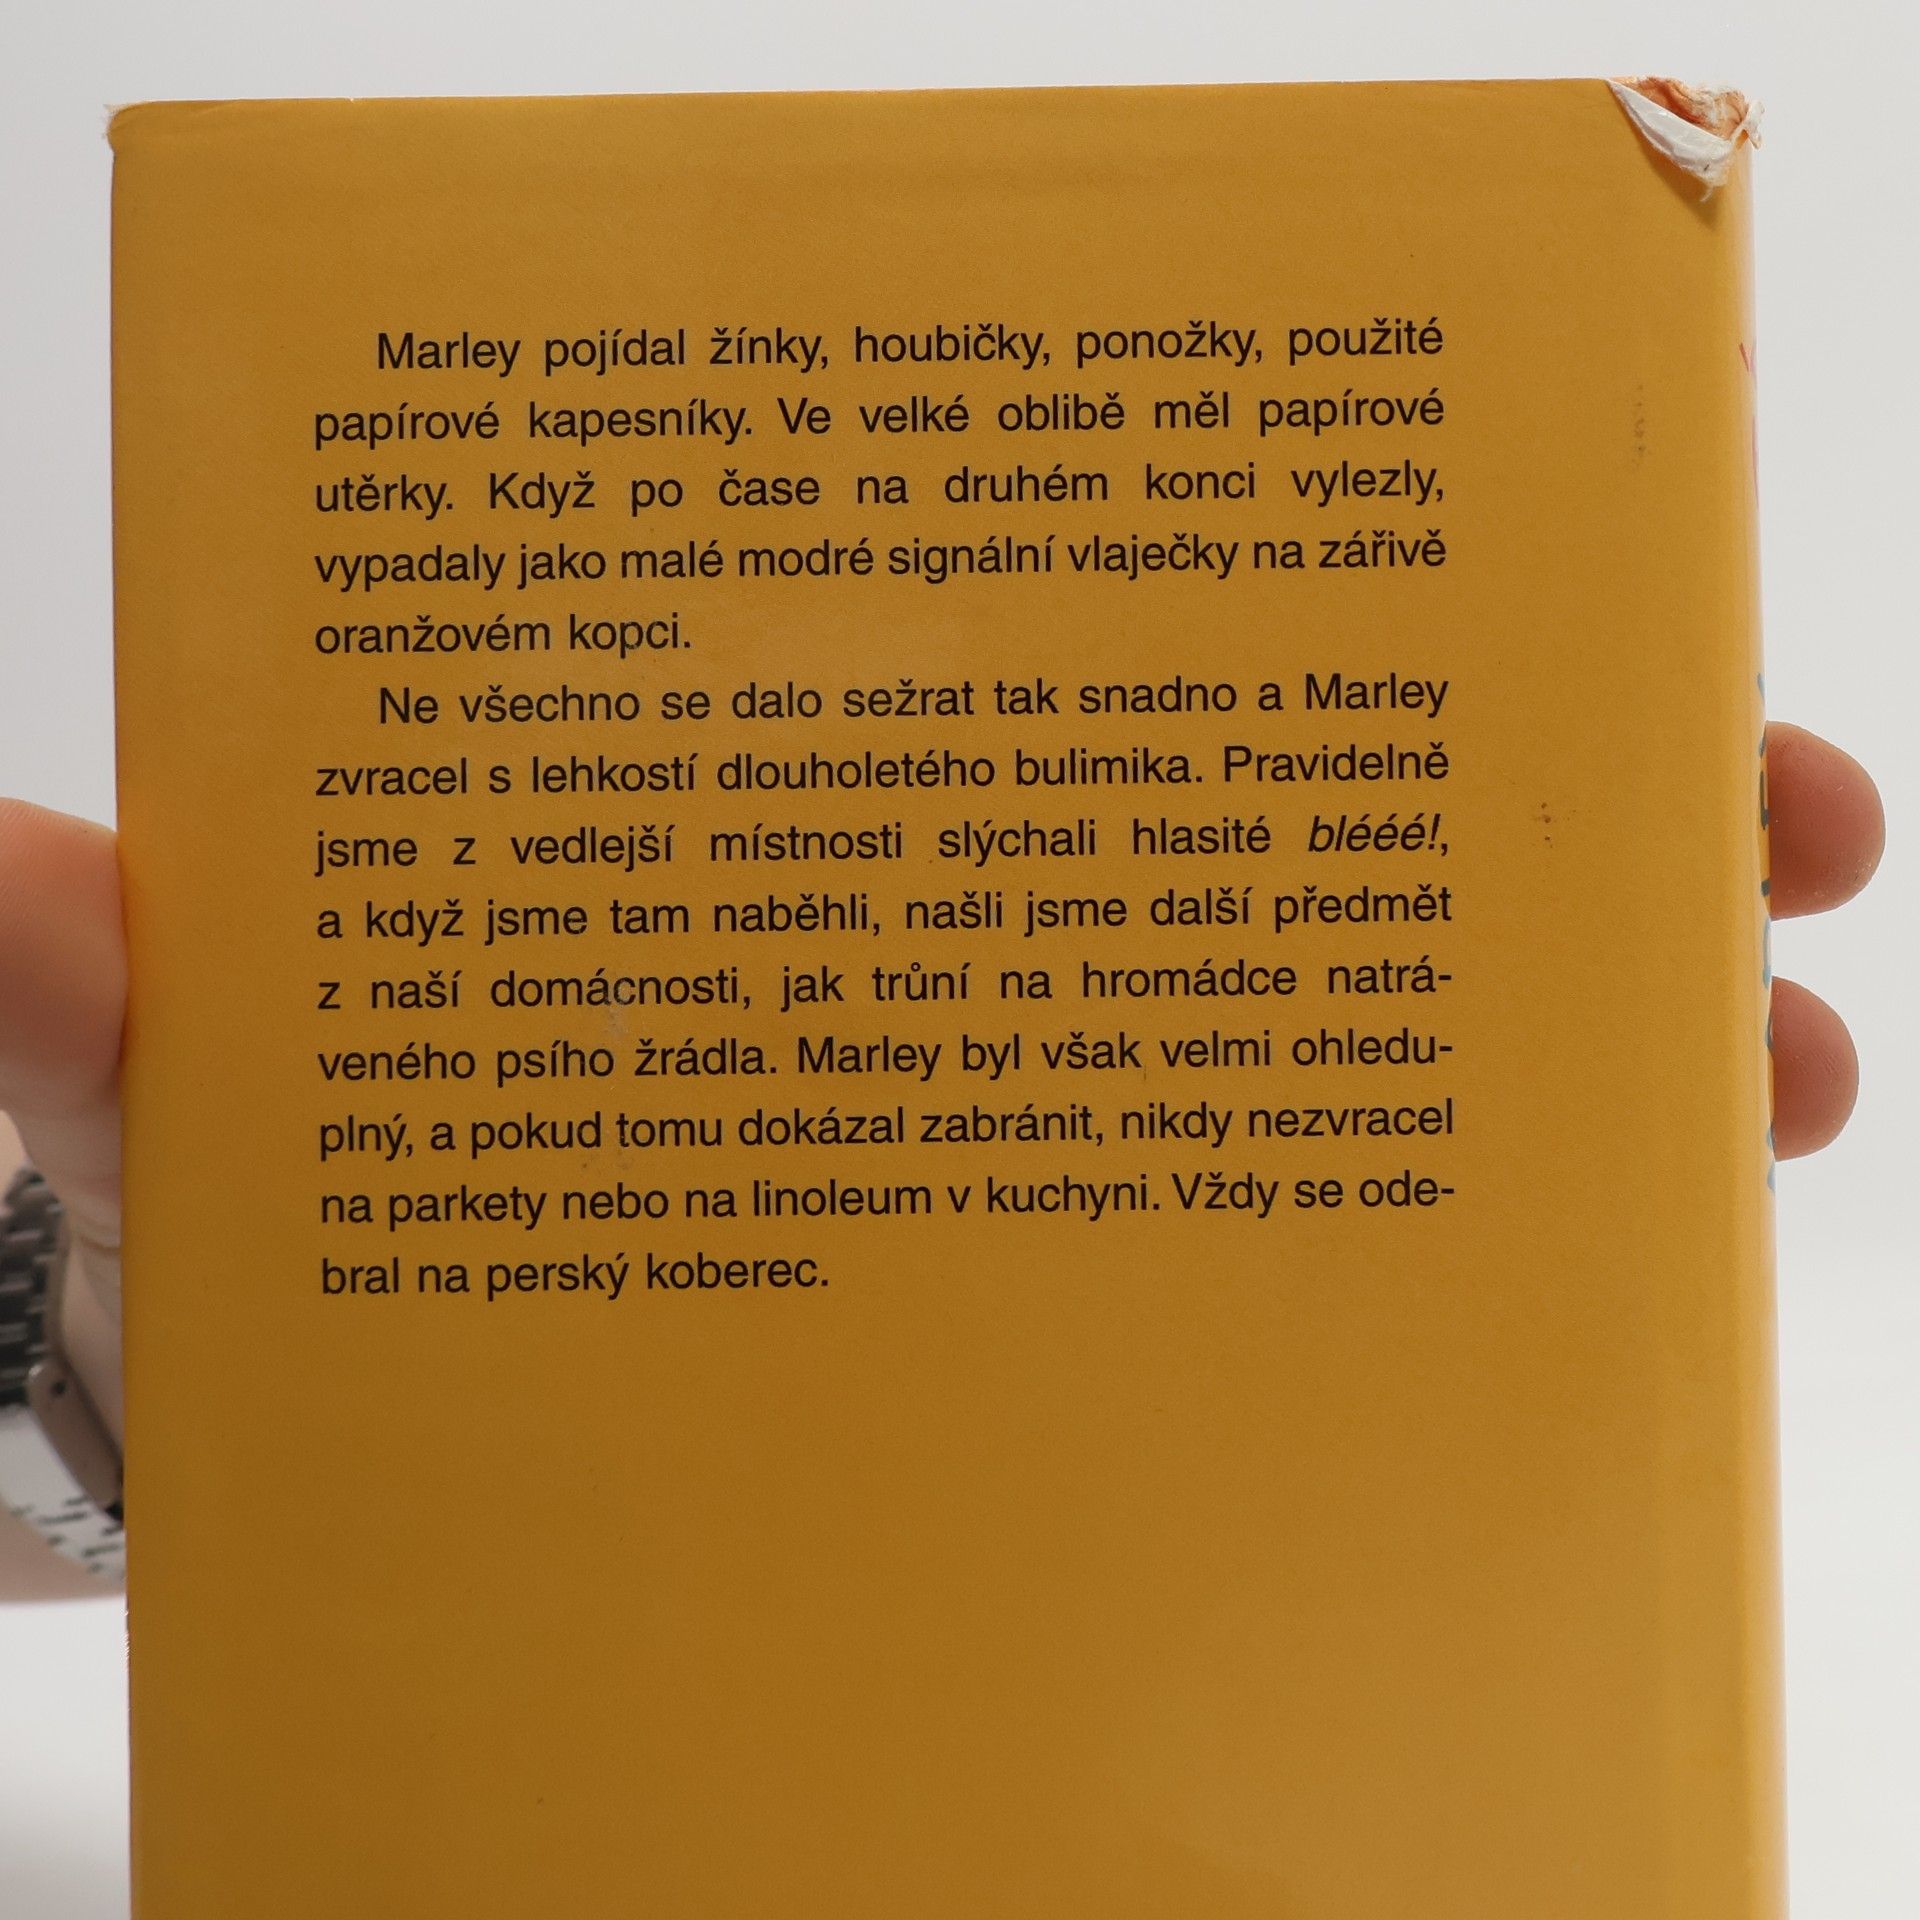 Marley pojídal žínky, houbičky, ponožky, použité
papírové kapesníky. Ve velké oblibě měl papírové
utěrky. Když po čase na druhém konci vylezly,
vypadaly jako malé modré signální vlaječky na zářivě
oranžovém kopci.
Ne všechno se dalo sežrat tak snadno a Marley
zvracel s lehkostí dlouholetého bulimika. Pravidelně
jsme z vedlejší místnosti slýchali hlasité blééé!,
a když jsme tam naběhli, našli jsme další předmět
z naší domácnosti, jak trůní na hromádce natrá-
veného psího žrádla. Marley byl však velmi ohledu-
plný, a pokud tomu dokázal zabránit, nikdy nezvracel
na parkety nebo na linoleum v kuchyni. Vždy se ode-
bral na perský koberec.